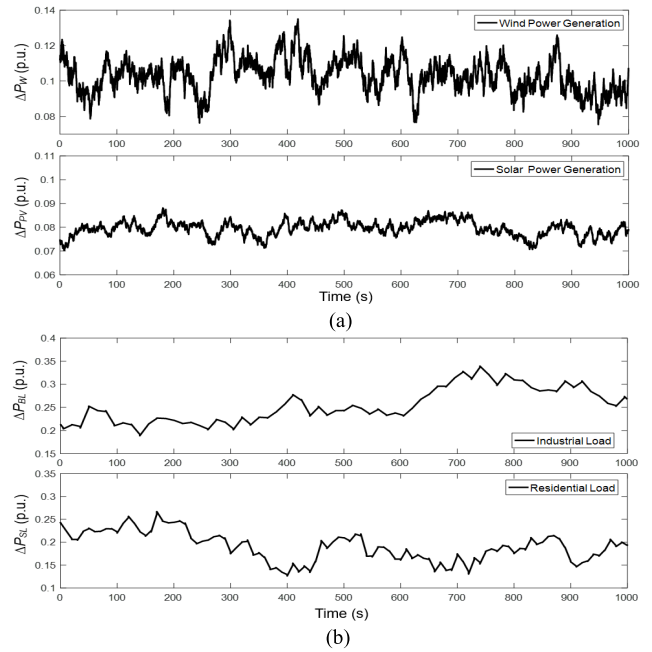 0.14
0.12
0.1
0.08
ΔP_W (p.u.)
Wind Power Generation
0 100 200 300 400 500 600 700 800 900 1000
0.11
0.1
0.09
0.08
0.07
0.06
ΔP_PV (p.u.)
Solar Power Generation
0 100 200 300 400 500 600 700 800 900 1000
Time (s)
(a)
0.4
0.35
0.3
0.25
0.2
0.15
ΔP_BL (p.u.)
Industrial Load
0 100 200 300 400 500 600 700 800 900 1000
0.35
0.3
0.25
0.2
0.15
0.1
ΔP_SL (p.u.)
Residential Load
0 100 200 300 400 500 600 700 800 900 1000
Time (s)
(b)